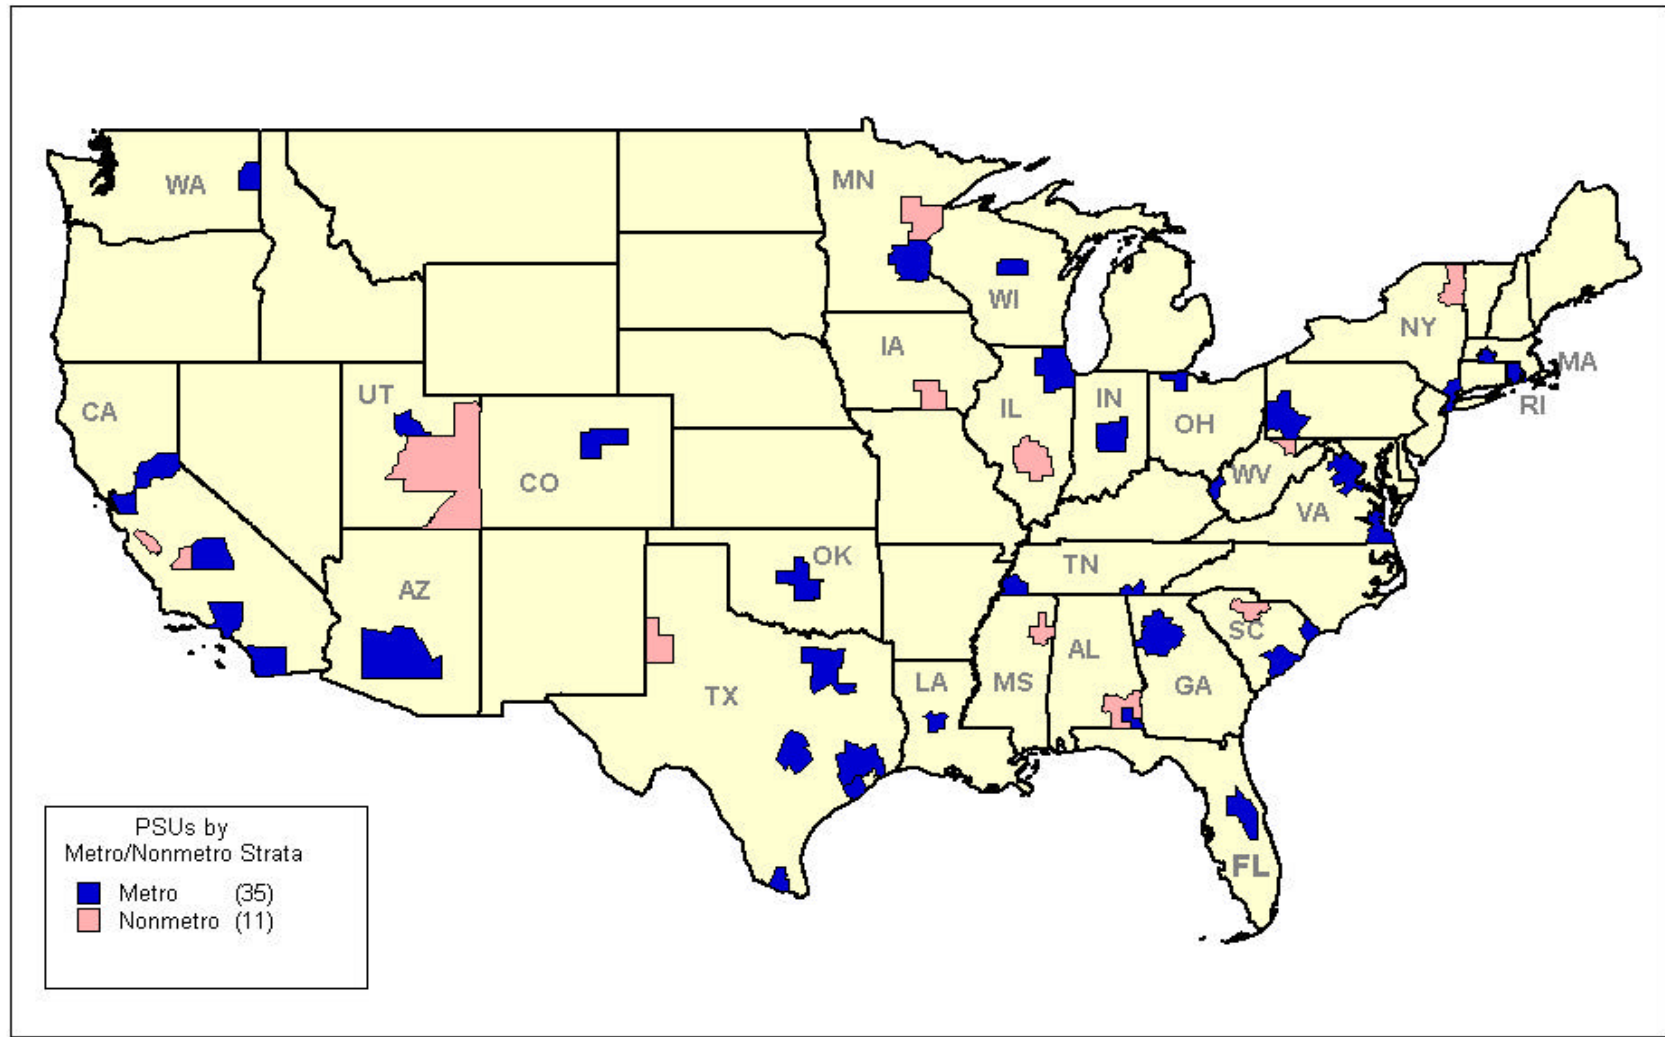 WA
MN
WI
NY
MA
IA
UT
CA
IL
IN
RI
OH
CO
WV
VA
OK
TN
AZ
SC
AL
LA
MS
GA
TX
FL
PSUs by
Metro/Nonmetro Strata
Metro (35)
Nonmetro (11)